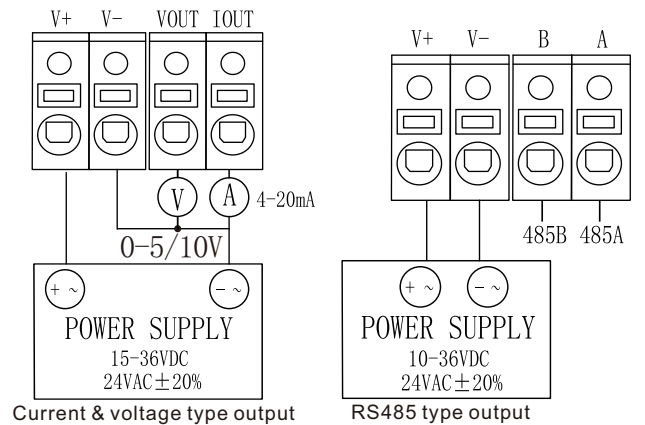 V+ V- VOUT IOUT
V A 4-20mA
0-5/10V
+ ~ - ~
POWER SUPPLY
15-36VDC
24VAC±20%
Current & voltage type output
V+ V- B A
485B 485A
+ ~ - ~
POWER SUPPLY
10-36VDC
24VAC±20%
RS485 type output